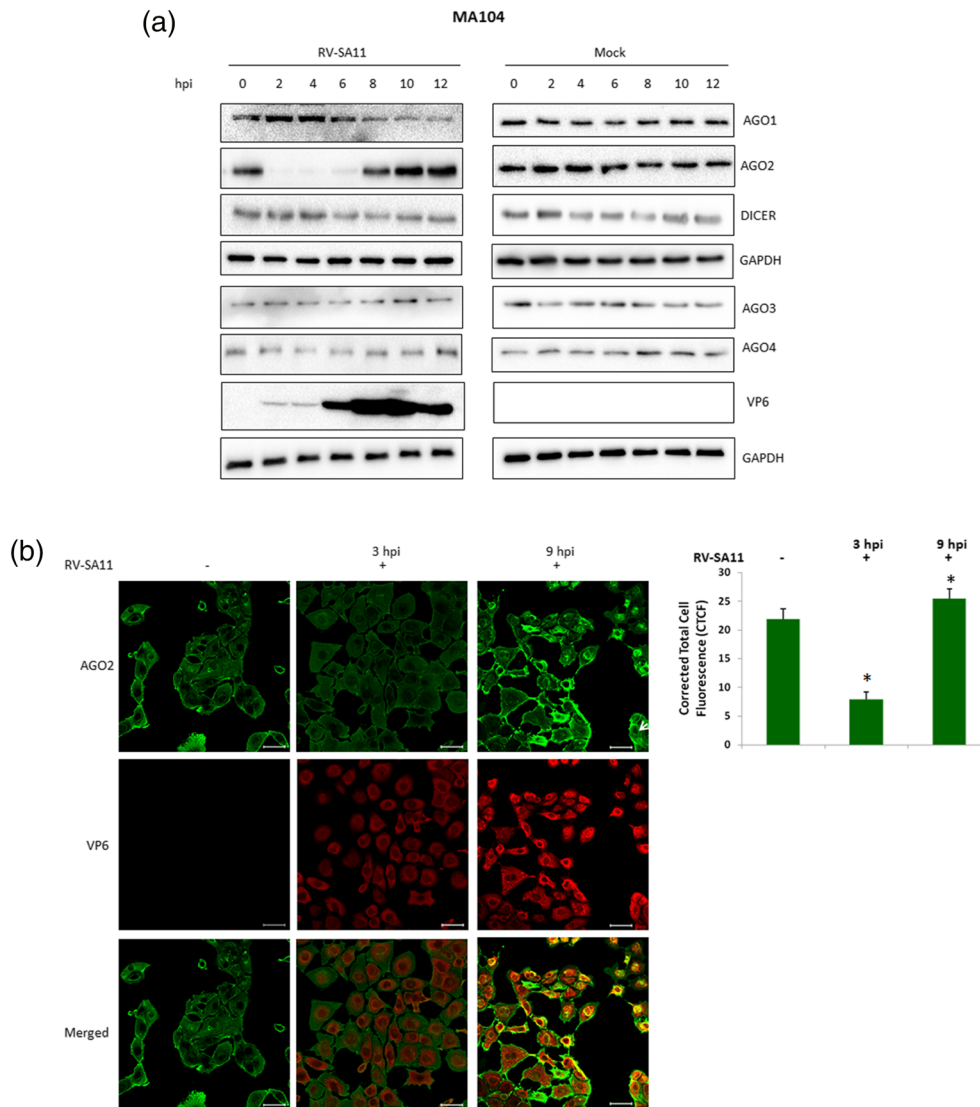 MA104
(a)
RV-SA11 Mock
hpi 0 2 4 6 8 10 12 0 2 4 6 8 10 12
AGO1
AGO2
DICER
GAPDH
AGO3
AGO4
VP6
GAPDH
(b)
3 hpi 9 hpi
RV-SA11 - + +
AGO2
VP6
Merged
3 hpi 9 hpi
RV-SA11 - + +
Corrected Total Cell
Fluorescence (CTCF)
30
25
20
15
10
5
0
*
*